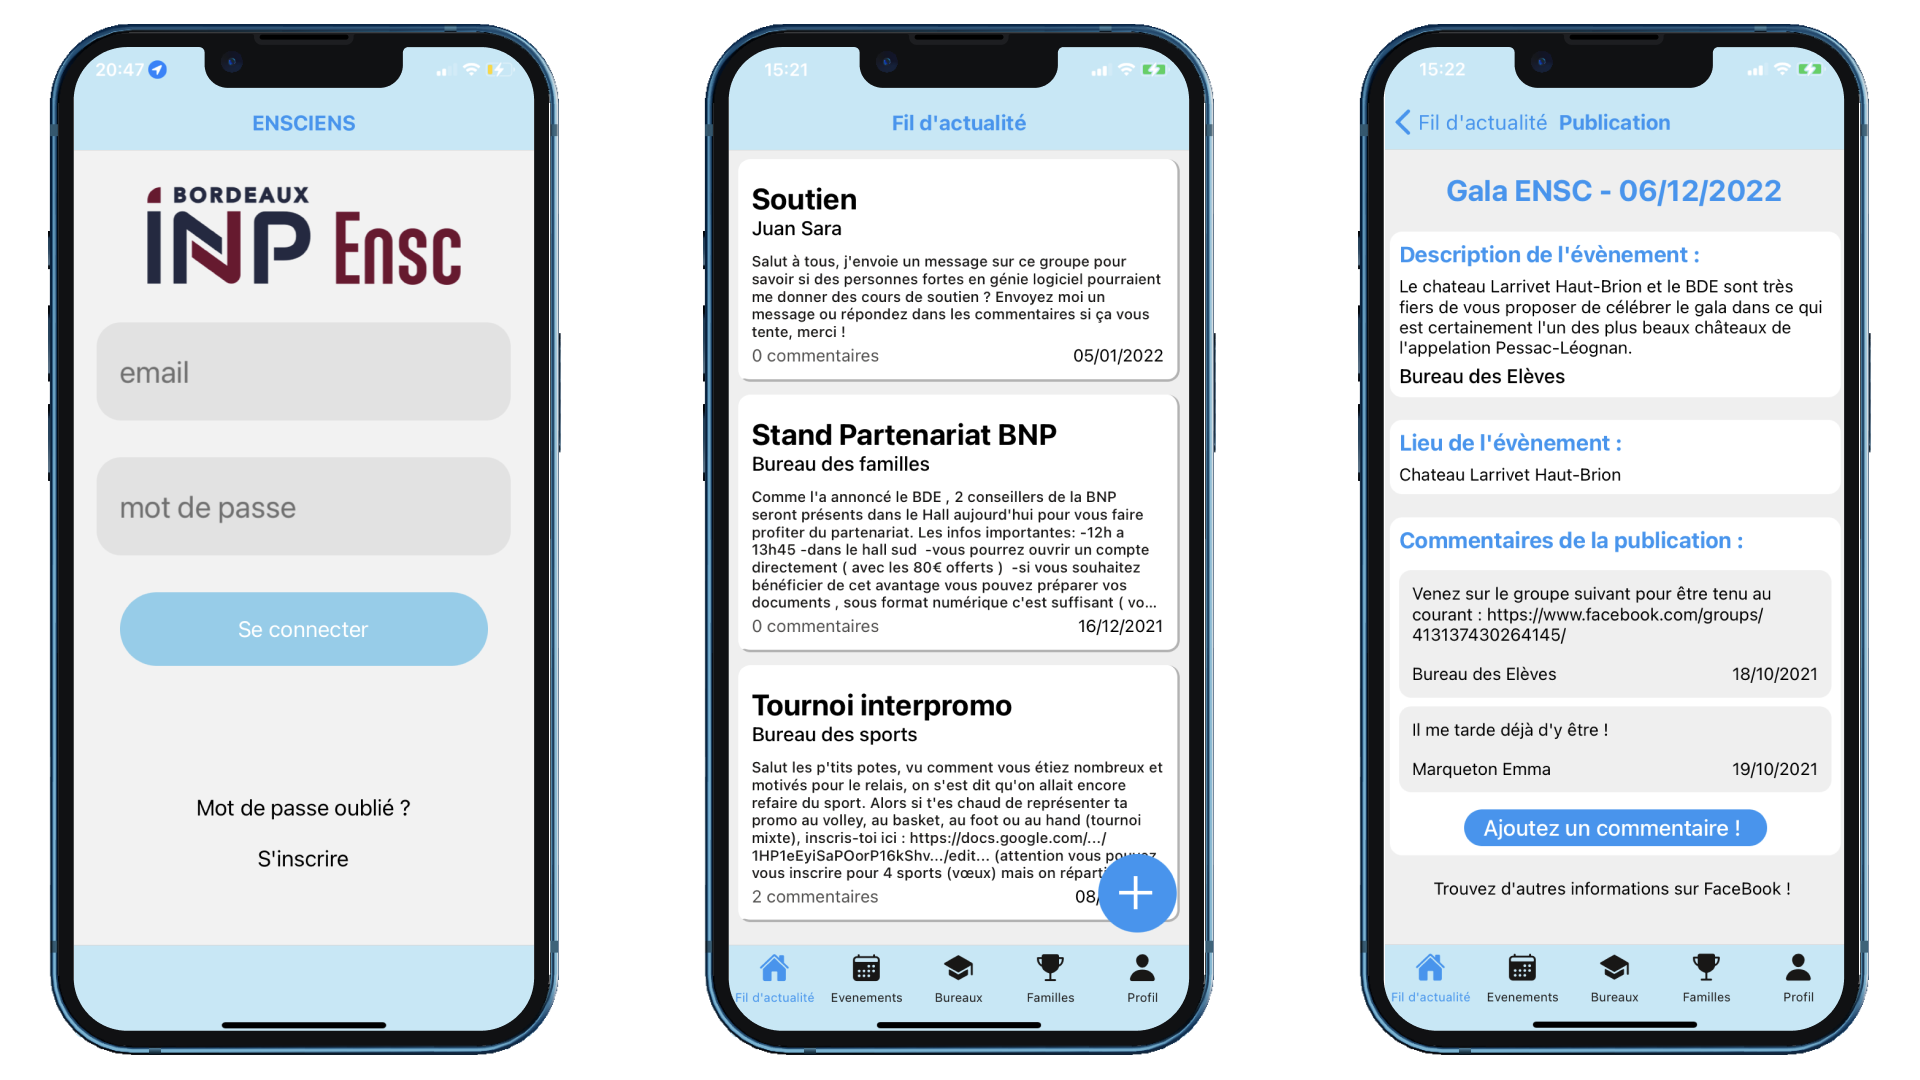 20:47
ENSCIENS
BORDEAUX
INP Ensc
email
mot de passe
Se connecter
Mot de passe oublié ?
S'inscrire
15:21
Fil d'actualité
Soutien
Juan Sara
Salut à tous, j'envoie un message sur ce groupe pour
savoir si des personnes fortes en génie logiciel pourraient
me donner des cours de soutien ? Envoyez moi un
message ou répondez dans les commentaires si ça vous
tente, merci !
0 commentaires 05/01/2022
Stand Partenariat BNP
Bureau des familles
Comme l'a annoncé le BDE , 2 conseillers de la BNP
seront présents dans le Hall aujourd'hui pour vous faire
profiter du partenariat. Les infos importantes: -12h a
13h45 -dans le hall sud  -vous pourrez ouvrir un compte
directement ( avec les 80€ offerts )  -si vous souhaitez
bénéficier de cet avantage vous pouvez préparer vos
documents , sous format numérique c'est suffisant ( vo...
0 commentaires 16/12/2021
Tournoi interpromo
Bureau des sports
Salut les p'tits potes, vu comment vous étiez nombreux et
motivés pour le relais, on s'est dit qu'on allait encore
refaire du sport. Alors si t'es chaud de représenter ta
promo au volley, au basket, au foot ou au hand (tournoi
mixte), inscris-toi ici : https://docs.google.com/.../
1HP1eEyiSaPOorP16kShv.../edit... (attention vous pouvez
vous inscrire pour 4 sports (vœux) mais on réparti
2 commentaires 08/
Fil d'actualité Evenements Bureaux Familles Profil
15:22
Fil d'actualité Publication
Gala ENSC - 06/12/2022
Description de l'évènement :
Le chateau Larrivet Haut-Brion et le BDE sont très
fiers de vous proposer de célébrer le gala dans ce qui
est certainement l'un des plus beaux châteaux de
l'appelation Pessac-Léognan.
Bureau des Elèves
Lieu de l'évènement :
Chateau Larrivet Haut-Brion
Commentaires de la publication :
Venez sur le groupe suivant pour être tenu au
courant : https://www.facebook.com/groups/
413137430264145/
Bureau des Elèves 18/10/2021
Il me tarde déjà d'y être !
Marqueton Emma 19/10/2021
Ajoutez un commentaire !
Trouvez d'autres informations sur FaceBook !
Fil d'actualité Evenements Bureaux Familles Profil